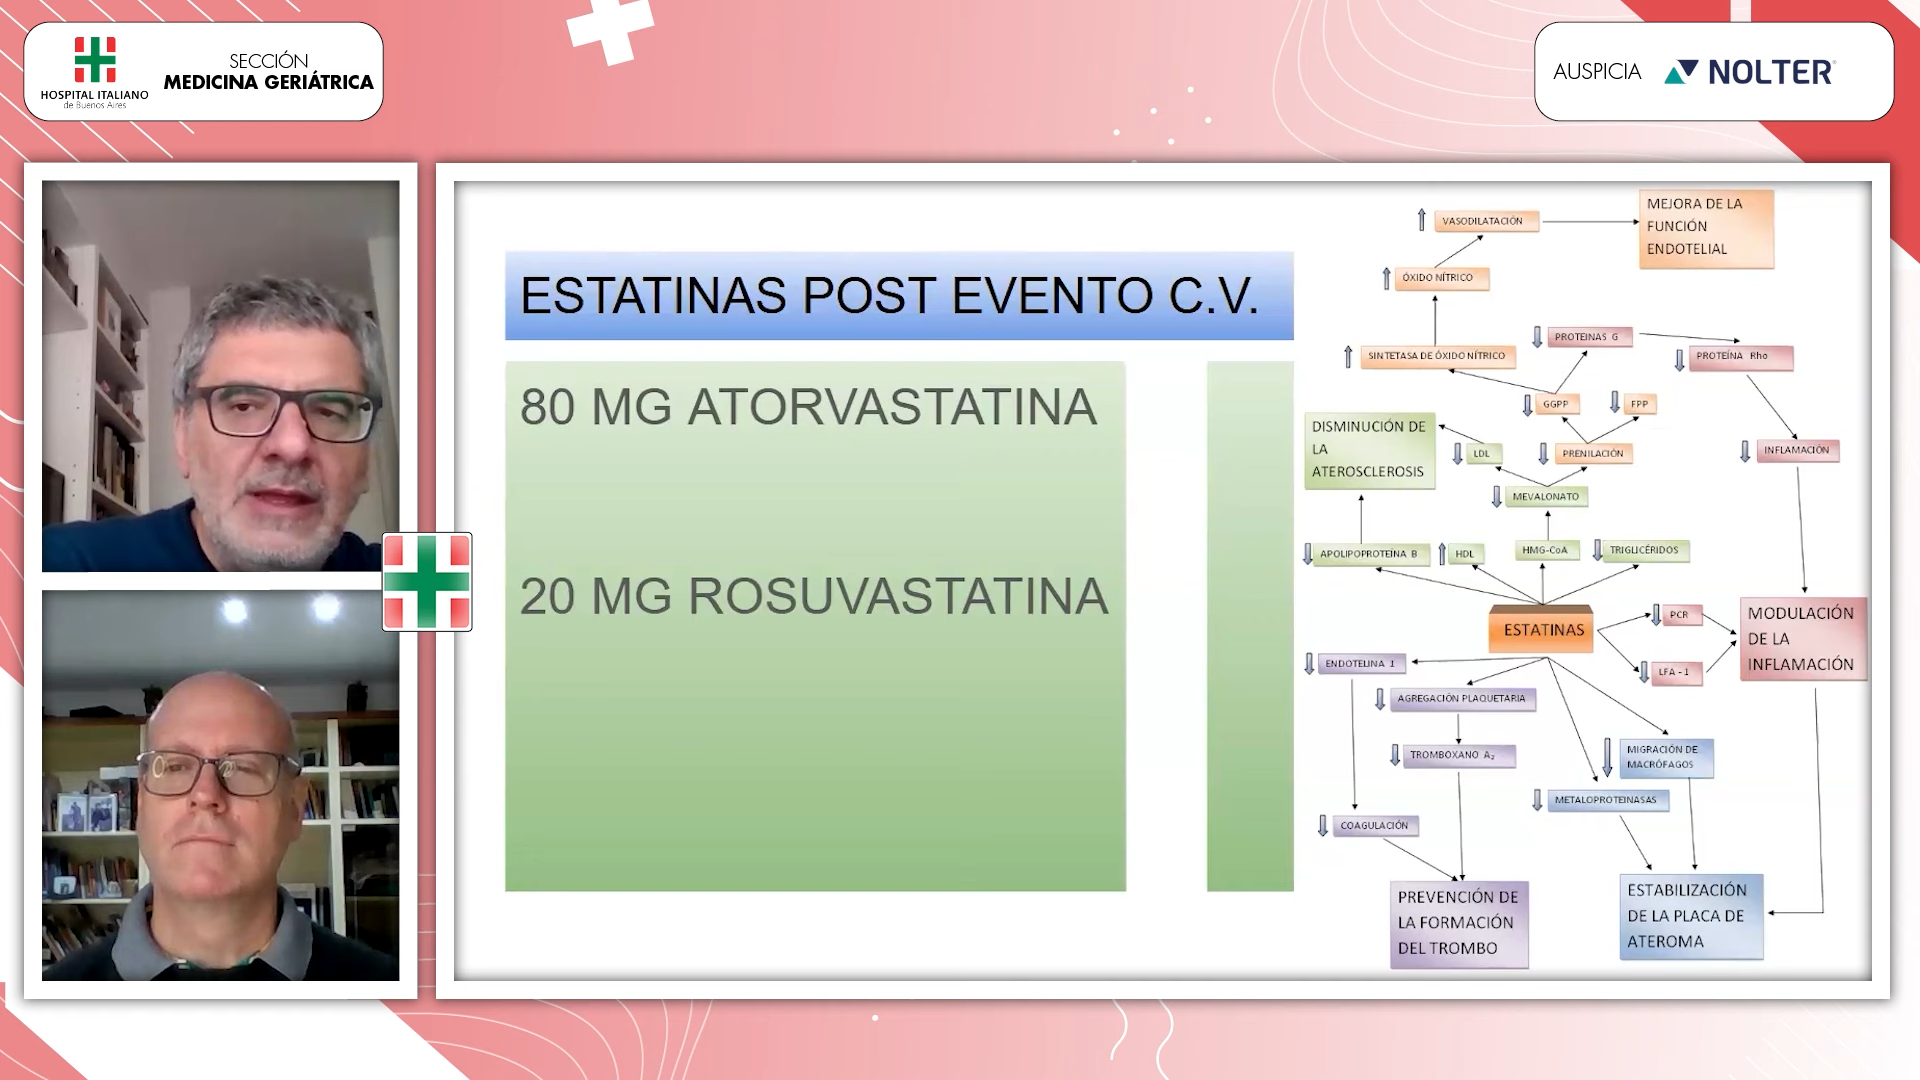 HOSPITAL ITALIANO
de Buenos Aires
SECCIÓN
MEDICINA GERIÁTRICA
AUSPICIA
NOLTER
ESTATINAS POST EVENTO C.V.
80 MG ATORVASTATINA
20 MG ROSUVASTATINA
VASODILATACIÓN
MEJORA DE LA
FUNCIÓN
ENDOTELIAL
ÓXIDO NÍTRICO
SINTETASA DE ÓXIDO NÍTRICO
PROTEINAS G
PROTEÍNA Rho
GGPP
FPP
DISMINUCIÓN DE
LA
ATEROSCLEROSIS
LDL
PRENILACIÓN
INFLAMACIÓN
MEVALONATO
APOLIPOPROTEÍNA B
HDL
HMG-CoA
TRIGLICÉRIDOS
ESTATINAS
PCR
LFA - 1
MODULACIÓN
DE LA
INFLAMACIÓN
ENDOTELINA 1
AGREGACIÓN PLAQUETARIA
TROMBOXANO A₂
MIGRACIÓN DE
MACRÓFAGOS
METALOPROTEINASAS
COAGULACIÓN
PREVENCIÓN DE
LA FORMACIÓN
DEL TROMBO
ESTABILIZACIÓN
DE LA PLACA DE
ATEROMA